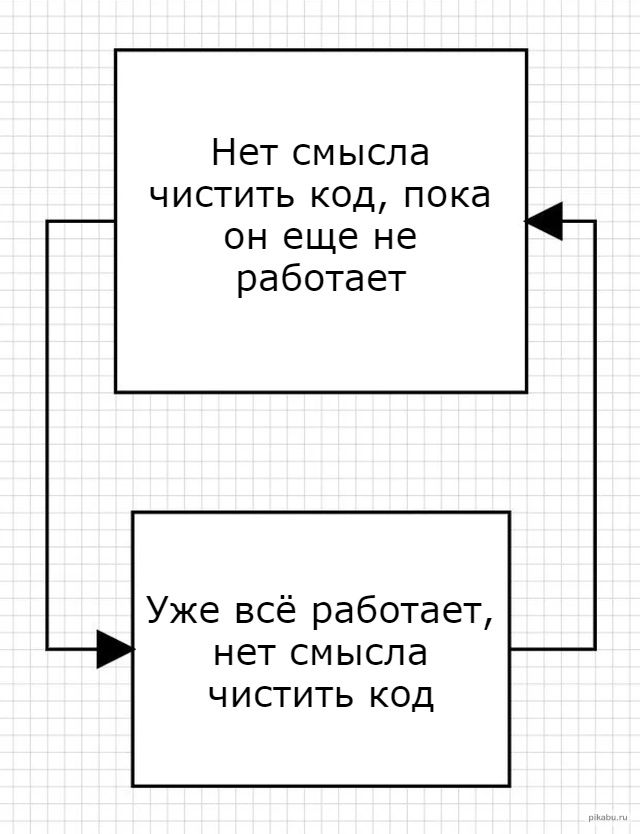 Нет смысла
чистить код, пока
он еще не
работает
Уже всё работает,
нет смысла
чистить код
pikabu.ru